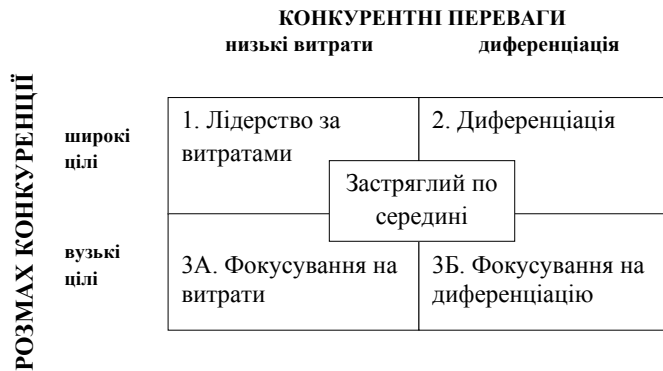 КОНКУРЕНТНІ ПЕРЕВАГИ
низькі витрати диференціація
РОЗМАХ КОНКУРЕНЦІЇ
широкі
цілі
1. Лідерство за
витратами
2. Диференціація
Застряглий по
середині
вузькі
цілі
3А. Фокусування на
витрати
3Б. Фокусування на
диференціацію